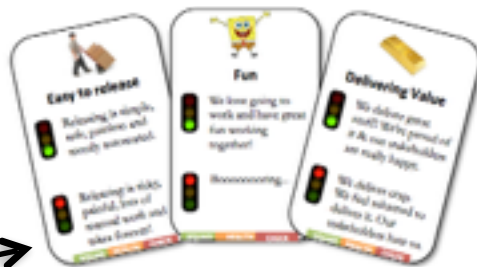 Easy to release
Releasing is simple,
safe, painless and
mostly automated.
Releasing is risky,
painful, lots of
manual work and
takes forever!
Fun
We love going to
work and have great
fun working
together!
Delivering Value
We deliver great
stuff! We're proud of
it & our stakeholders
are really happy.
We deliver crap.
We feel ashamed to
deliver it. Our
stakeholders hate us